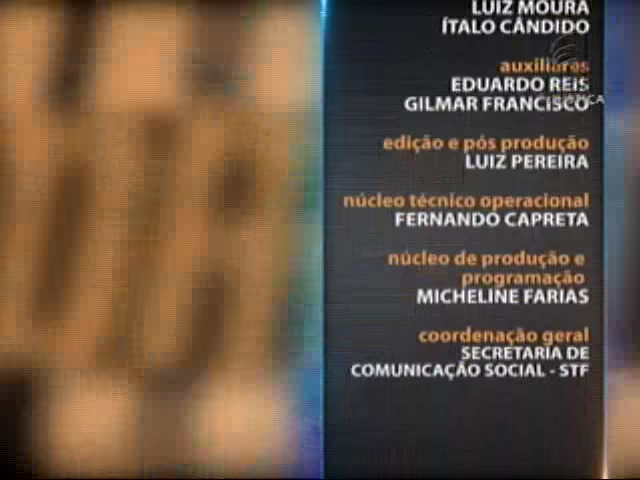 LUIZ MOURA
ÍTALO CÂNDIDO
auxiliares
EDUARDO REIS
GILMAR FRANCISCO
edição e pós produção
LUIZ PEREIRA
núcleo técnico operacional
FERNANDO CAPRETA
núcleo de produção e
programação
MICHELINE FARIAS
coordenação geral
SECRETARIA DE
COMUNICAÇÃO SOCIAL - STF